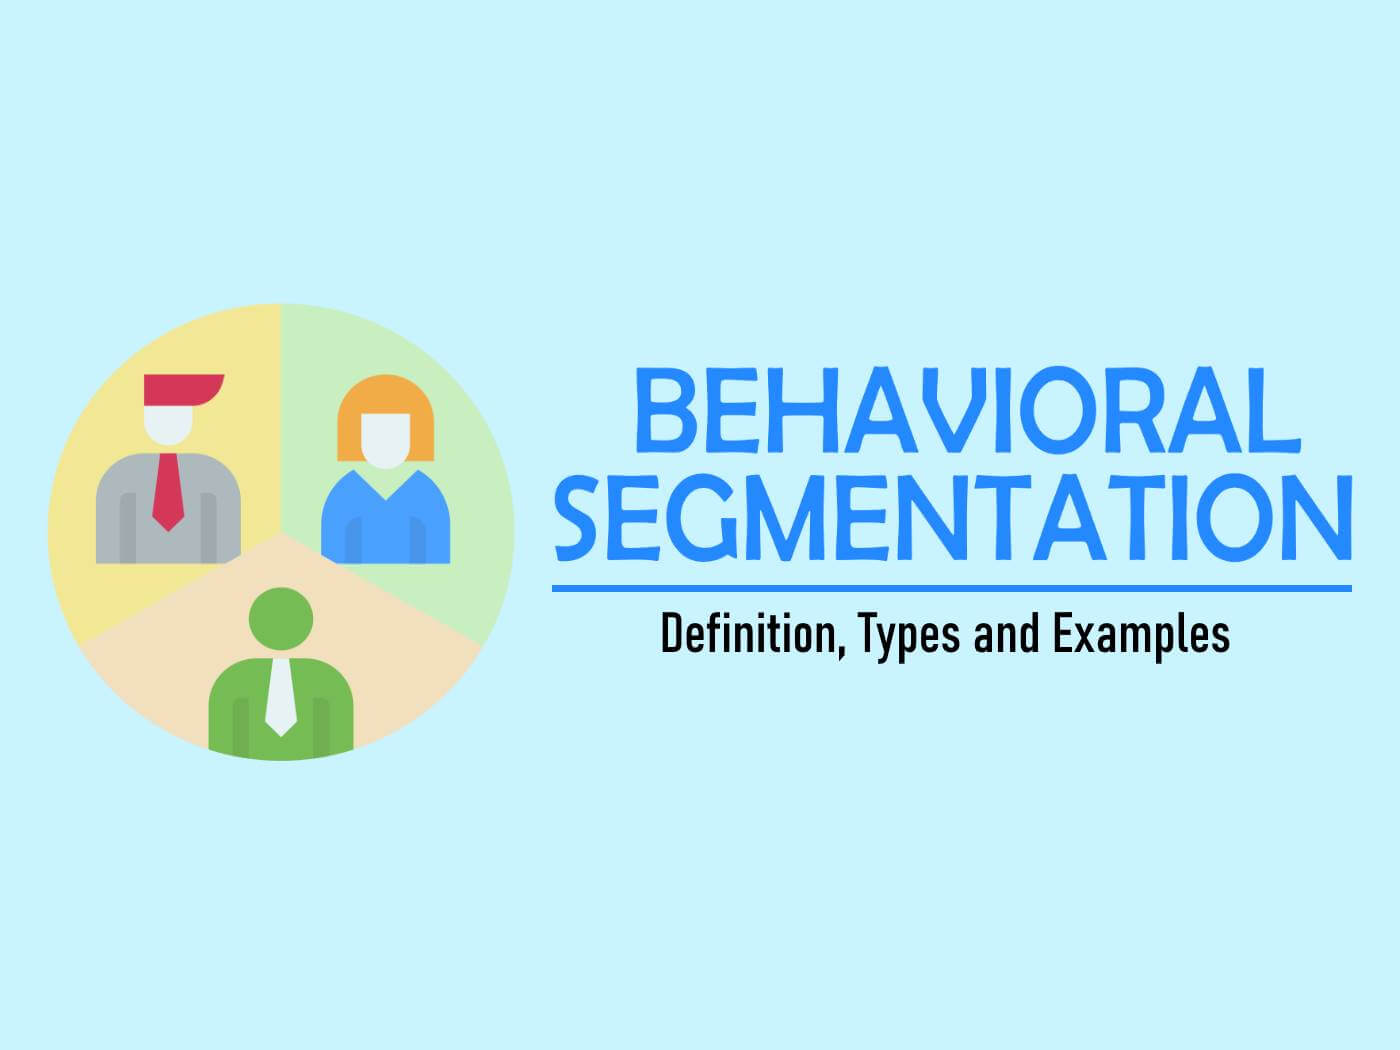 BEHAVIORAL
SEGMENTATION
Definition, Types and Examples